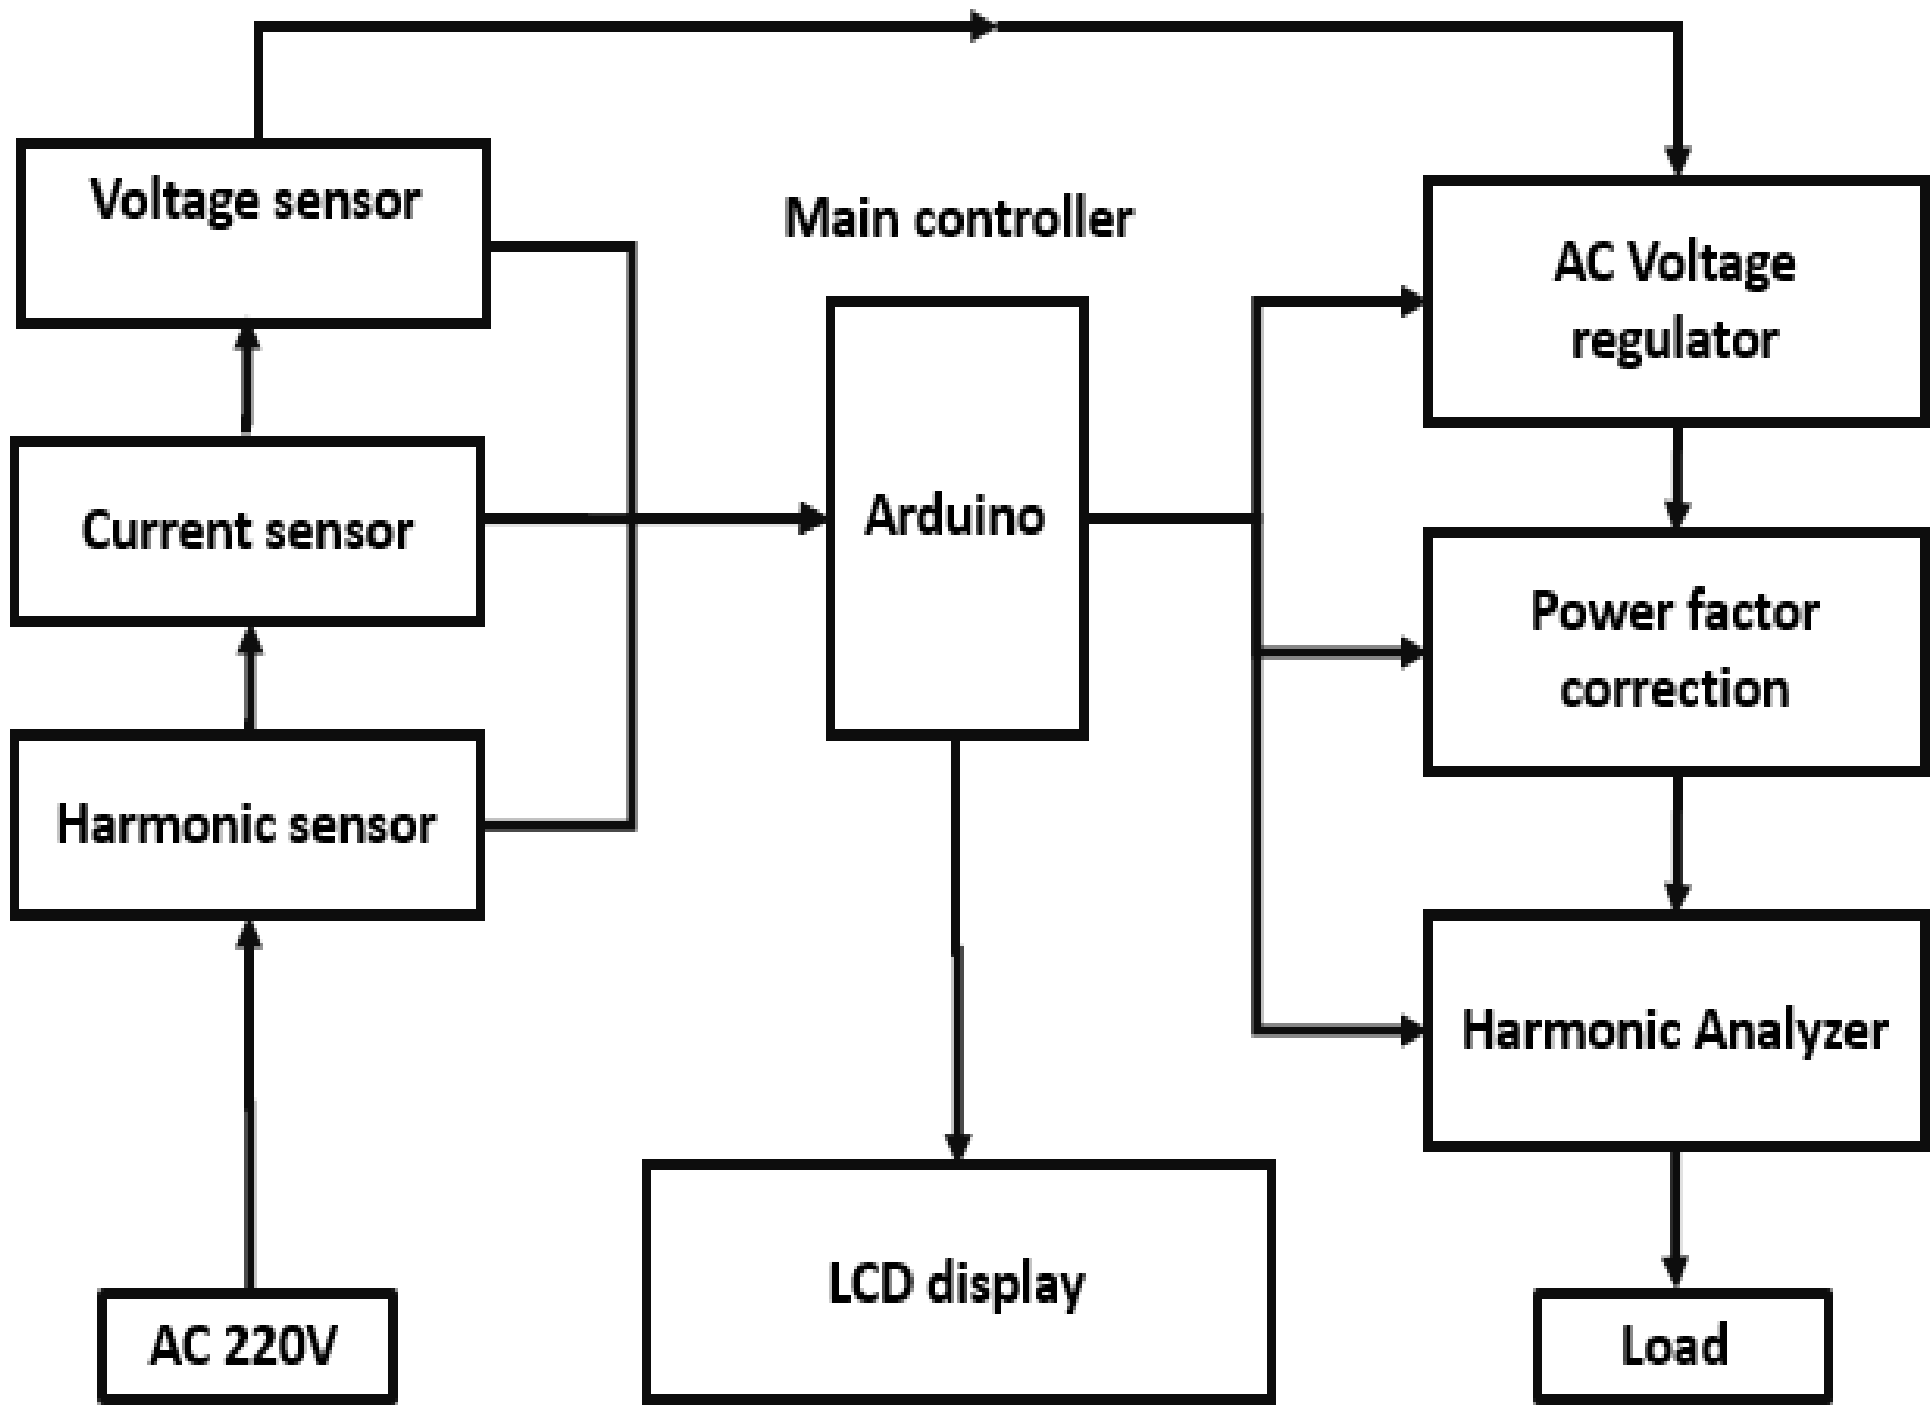 Voltage sensor
Main controller
AC Voltage
regulator
Current sensor
Arduino
Power factor
correction
Harmonic sensor
Harmonic Analyzer
LCD display
AC 220V
Load